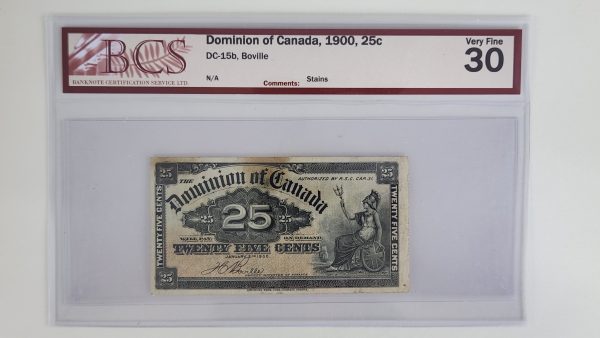 BCS
BANKNOTE CERTIFICATION SERVICE LTD.
Dominion of Canada, 1900, 25c
DC-15b, Boville
N/A
Comments: Stains
Very Fine
30
25
25
THE
AUTHORIZED BY R.S.C. CAP. 31.
Dominion of Canada
25 25 25
WILL PAY ON DEMAND
TWENTY FIVE CENTS
JANUARY 2ND 1900
TWENTY FIVE CENTS
TWENTY FIVE CENTS
25
25